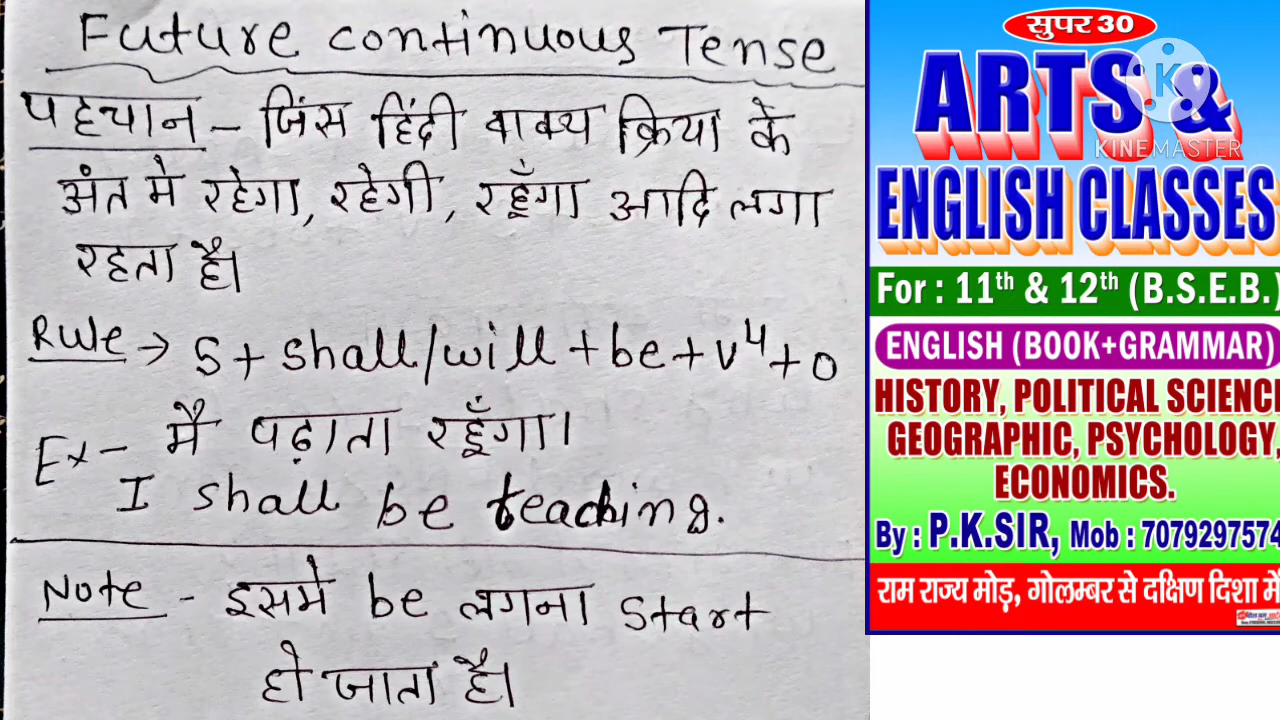 Future continuous Tense
पहचान - जिंस हिंदी वाक्य क्रिया के
अंत मे रहेगा, रहेगी, रहूँगा आदि लगा
रहता है।
Rule → S + shall/will + be + v⁴ + o
Ex - मै पढ़ाता रहूँगा।
I shall be teaching.
Note - इसमे be लगना start
हो जाता है।
सुपर 30
ARTS &
KINEMASTER
ENGLISH CLASSES
For : 11th & 12th (B.S.E.B.)
ENGLISH (BOOK+GRAMMAR)
HISTORY, POLITICAL SCIENC
GEOGRAPHIC, PSYCHOLOGY,
ECONOMICS.
By : P.K.SIR, Mob : 7079297574
राम राज्य मोड़, गोलम्बर से दक्षिण दिशा में